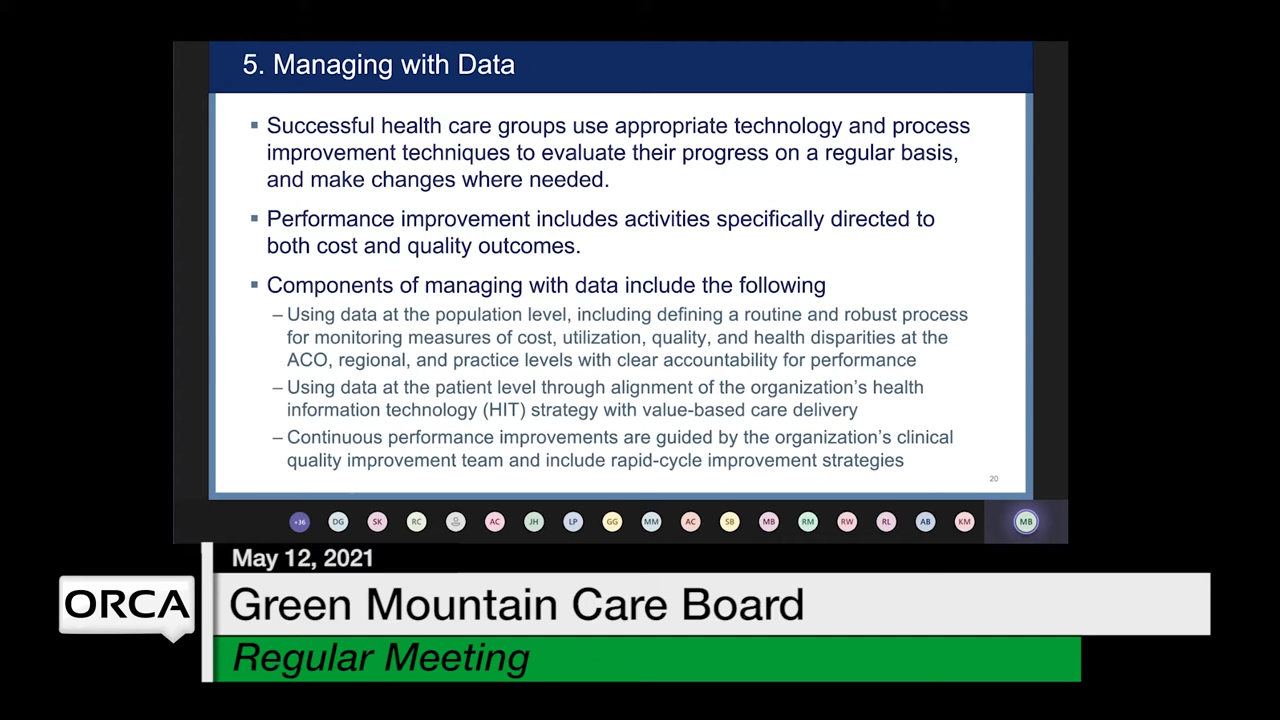 5. Managing with Data
▪ Successful health care groups use appropriate technology and process
improvement techniques to evaluate their progress on a regular basis,
and make changes where needed.
▪ Performance improvement includes activities specifically directed to
both cost and quality outcomes.
▪ Components of managing with data include the following
– Using data at the population level, including defining a routine and robust process
for monitoring measures of cost, utilization, quality, and health disparities at the
ACO, regional, and practice levels with clear accountability for performance
– Using data at the patient level through alignment of the organization's health
information technology (HIT) strategy with value-based care delivery
– Continuous performance improvements are guided by the organization's clinical
quality improvement team and include rapid-cycle improvement strategies
20
+36 DG SK RC AC JH LP GG MM AC SB MB RM RW RL AB KM MB
May 12, 2021
ORCA
Green Mountain Care Board
Regular Meeting